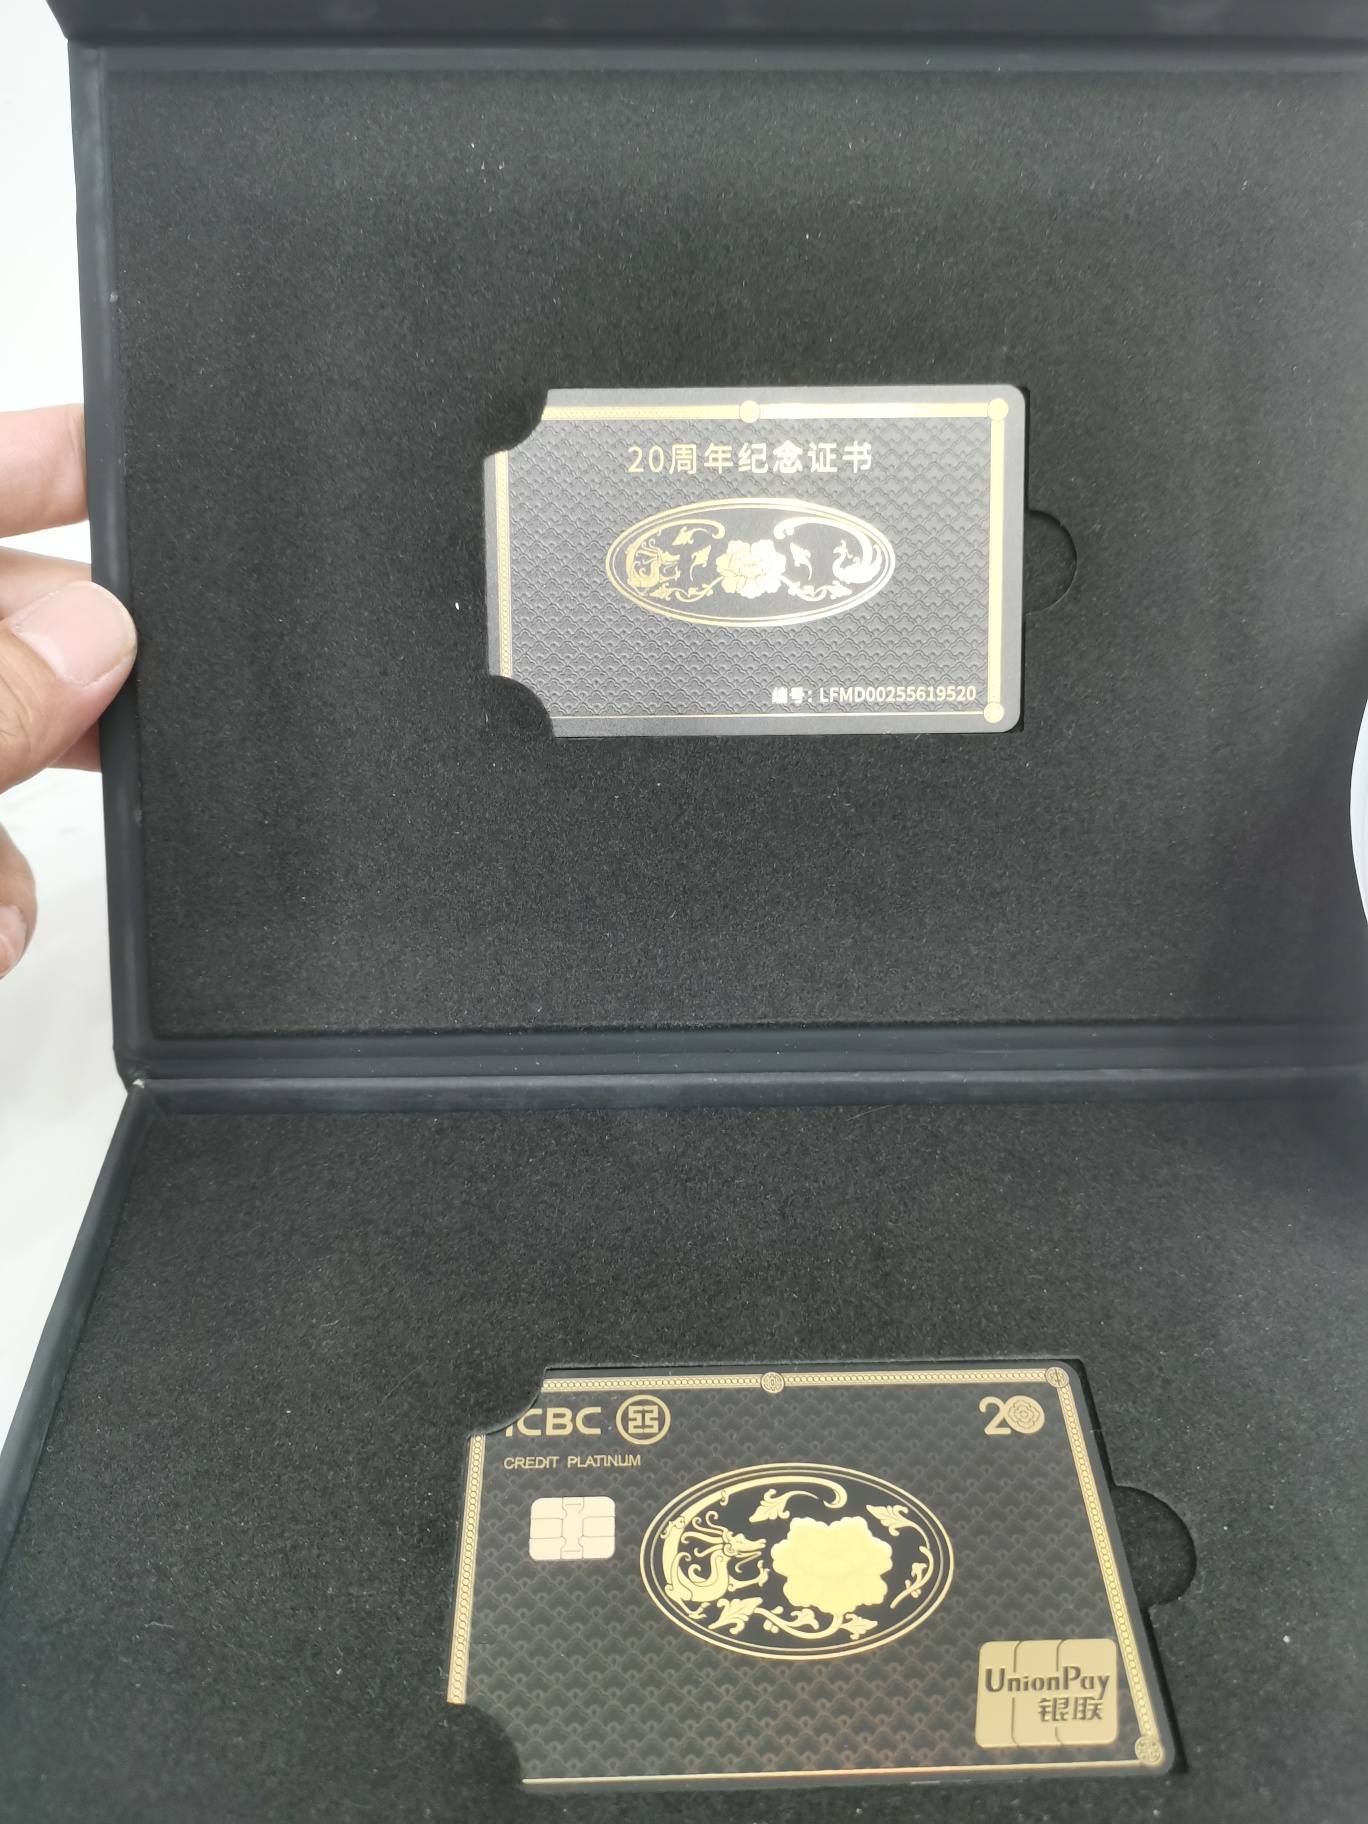 20周年纪念证书
编号：LFMD00255619520
ICBC
20
CREDIT PLATINUM
UnionPay
银联